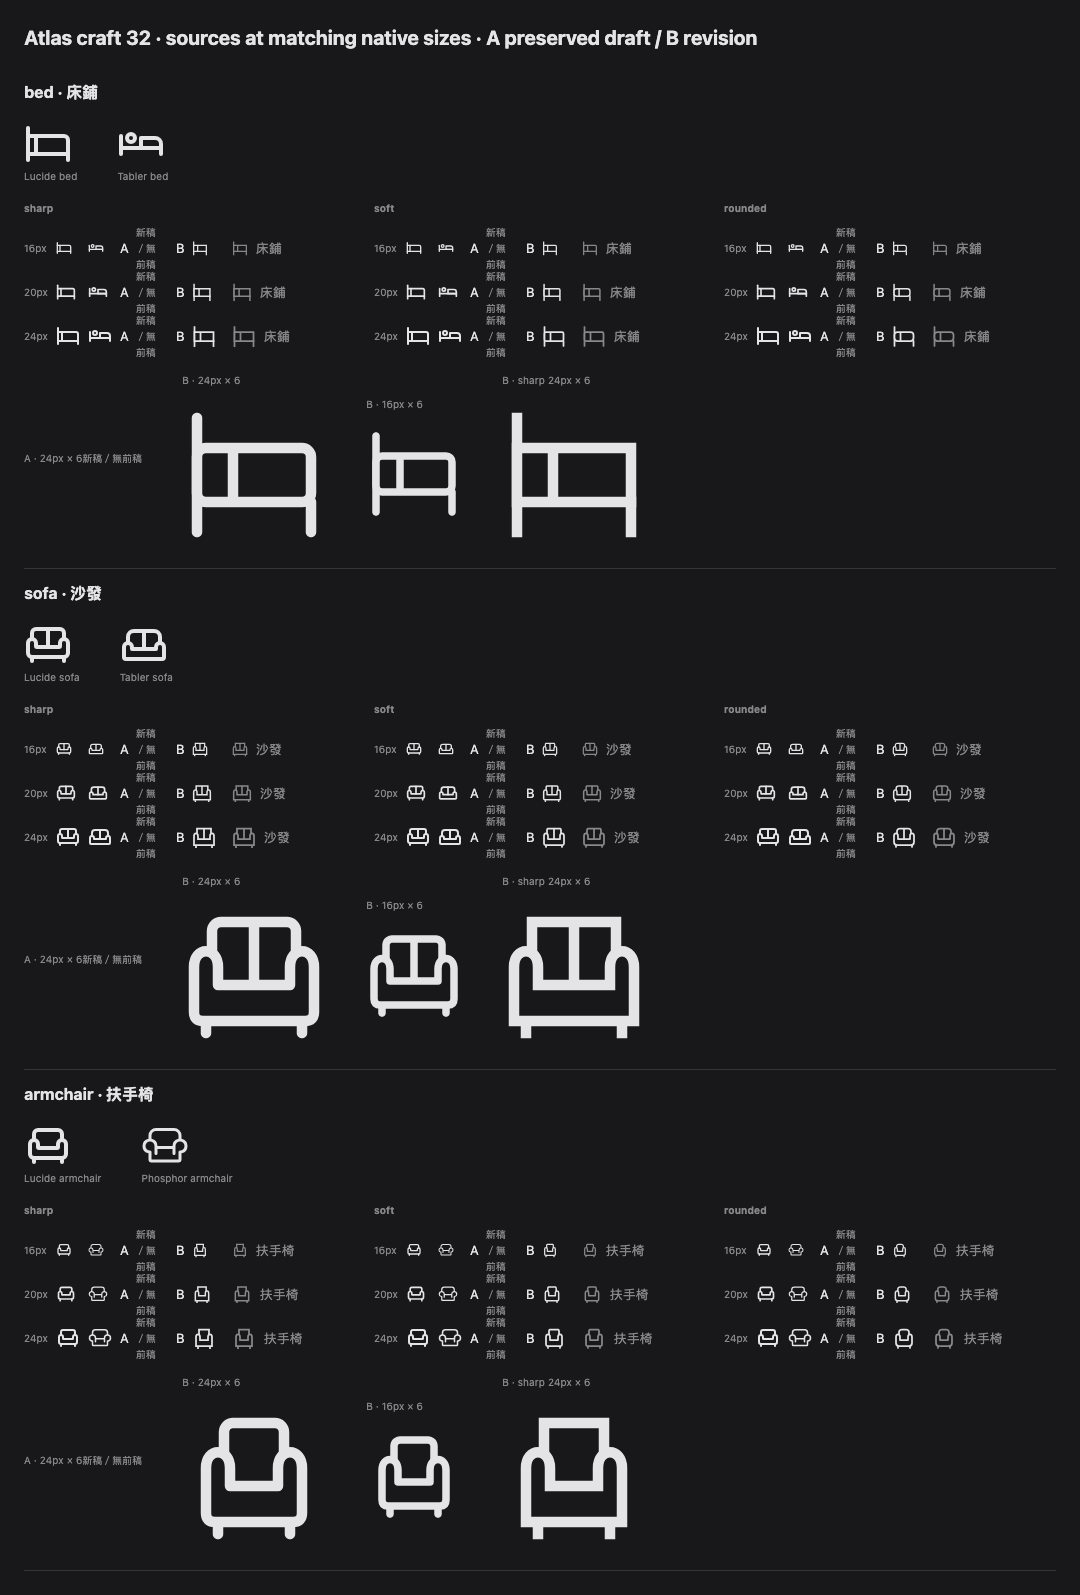 Atlas craft 32 · sources at matching native sizes · A preserved draft / B revision
bed · 床鋪
Lucide bed
Tabler bed
sharp
soft
rounded
16px A 新稿 / 無前稿 B 床鋪
16px A 新稿 / 無前稿 B 床鋪
16px A 新稿 / 無前稿 B 床鋪
20px A 新稿 / 無前稿 B 床鋪
20px A 新稿 / 無前稿 B 床鋪
20px A 新稿 / 無前稿 B 床鋪
24px A 新稿 / 無前稿 B 床鋪
24px A 新稿 / 無前稿 B 床鋪
24px A 新稿 / 無前稿 B 床鋪
A · 24px × 6新稿 / 無前稿
B · 24px × 6
B · 16px × 6
B · sharp 24px × 6
sofa · 沙發
Lucide sofa
Tabler sofa
sharp
soft
rounded
16px A 新稿 / 無前稿 B 沙發
16px A 新稿 / 無前稿 B 沙發
16px A 新稿 / 無前稿 B 沙發
20px A 新稿 / 無前稿 B 沙發
20px A 新稿 / 無前稿 B 沙發
20px A 新稿 / 無前稿 B 沙發
24px A 新稿 / 無前稿 B 沙發
24px A 新稿 / 無前稿 B 沙發
24px A 新稿 / 無前稿 B 沙發
A · 24px × 6新稿 / 無前稿
B · 24px × 6
B · 16px × 6
B · sharp 24px × 6
armchair · 扶手椅
Lucide armchair
Phosphor armchair
sharp
soft
rounded
16px A 新稿 / 無前稿 B 扶手椅
16px A 新稿 / 無前稿 B 扶手椅
16px A 新稿 / 無前稿 B 扶手椅
20px A 新稿 / 無前稿 B 扶手椅
20px A 新稿 / 無前稿 B 扶手椅
20px A 新稿 / 無前稿 B 扶手椅
24px A 新稿 / 無前稿 B 扶手椅
24px A 新稿 / 無前稿 B 扶手椅
24px A 新稿 / 無前稿 B 扶手椅
A · 24px × 6新稿 / 無前稿
B · 24px × 6
B · 16px × 6
B · sharp 24px × 6